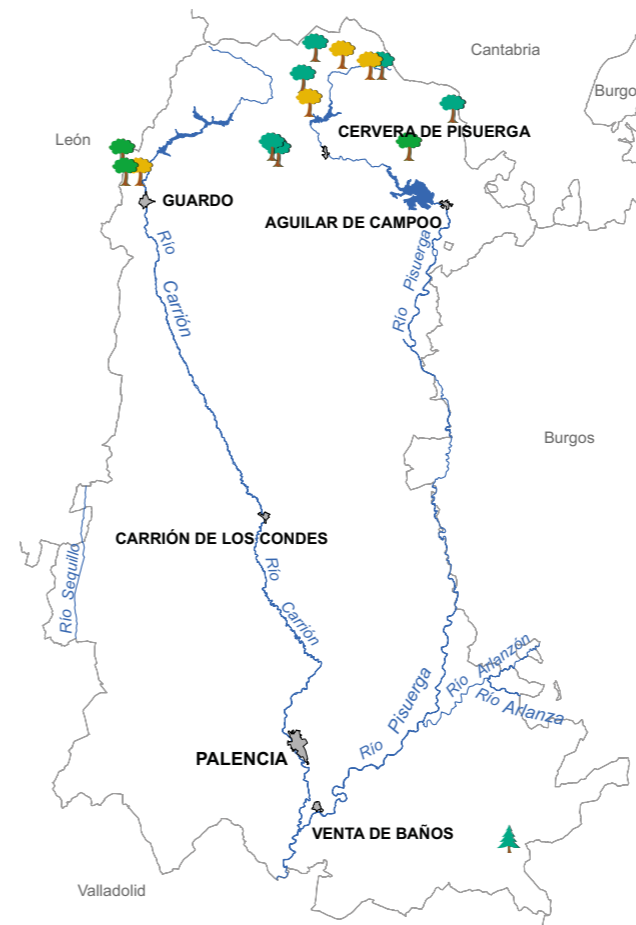 Cantabria
Burgo
León
CERVERA DE PISUERGA
GUARDO
AGUILAR DE CAMPOO
Río Carrión
Río Pisuerga
Burgos
CARRIÓN DE LOS CONDES
Río Sequillo
Río Carrión
Río Arlanzón
Río Arlanza
Río Pisuerga
PALENCIA
VENTA DE BAÑOS
Valladolid